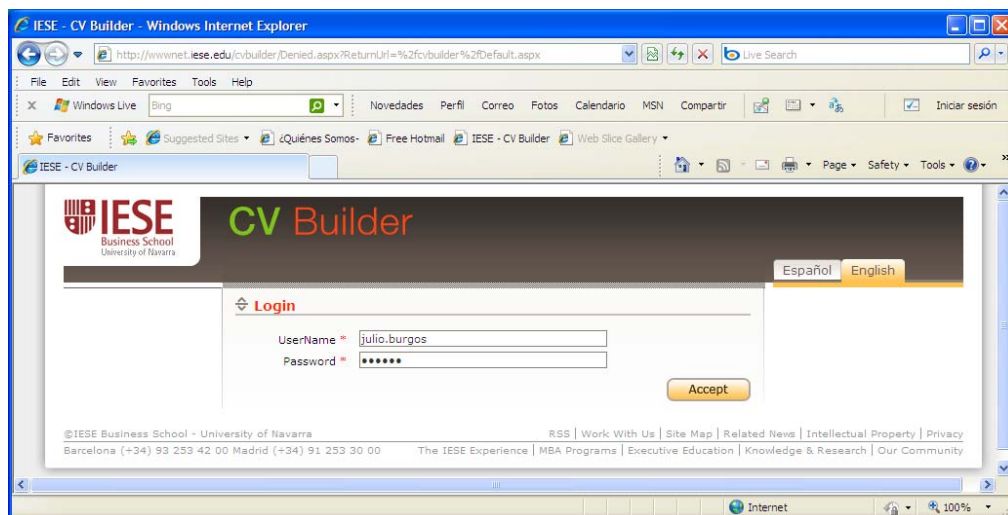 IESE - CV Builder - Windows Internet Explorer
http://wwwnet.iese.edu/cvbuilder/Denied.aspx?ReturnUrl=%2fcvbuilder%2fDefault.aspx Live Search
File Edit View Favorites Tools Help
Windows Live Bing Novedades Perfil Correo Fotos Calendario MSN Compartir Iniciar sesión
Favorites Suggested Sites ¿Quiénes Somos- Free Hotmail IESE - CV Builder Web Slice Gallery
IESE - CV Builder Page Safety Tools
IESE
Business School
University of Navarra
CV Builder
Español English
Login
UserName * julio.burgos
Password * ••••••
Accept
©IESE Business School - University of Navarra RSS | Work With Us | Site Map | Related News | Intellectual Property | Privacy
Barcelona (+34) 93 253 42 00 Madrid (+34) 91 253 30 00 The IESE Experience | MBA Programs | Executive Education | Knowledge & Research | Our Community
Internet 100%